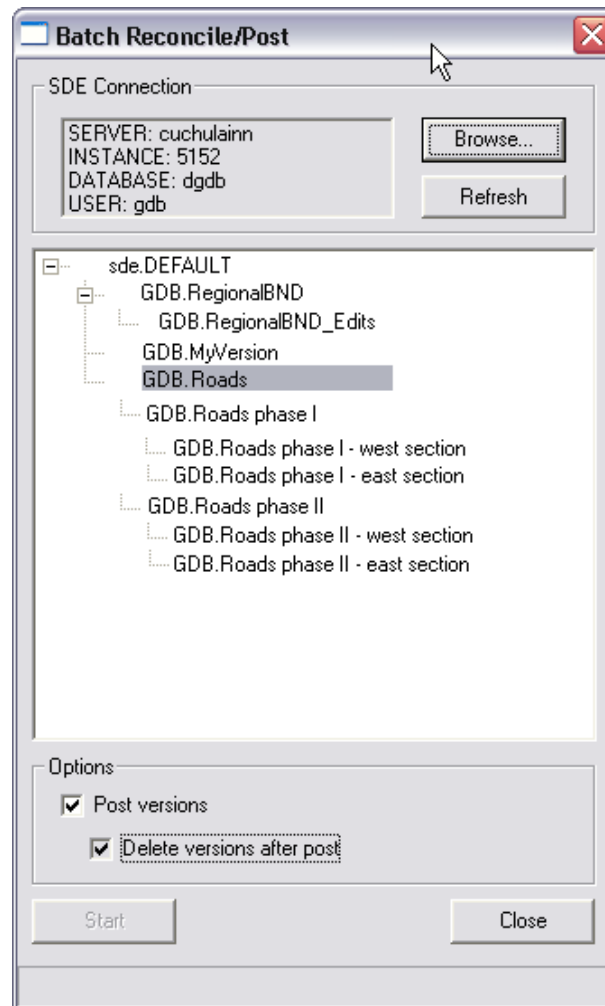 Batch Reconcile/Post
SDE Connection
SERVER: cuchulainn
INSTANCE: 5152
DATABASE: dgdb
USER: gdb
Browse...
Refresh
sde.DEFAULT
GDB.RegionalBND
GDB.RegionalBND_Edits
GDB.MyVersion
GDB.Roads
GDB.Roads phase I
GDB.Roads phase I - west section
GDB.Roads phase I - east section
GDB.Roads phase II
GDB.Roads phase II - west section
GDB.Roads phase II - east section
Options
Post versions
Delete versions after post
Start
Close